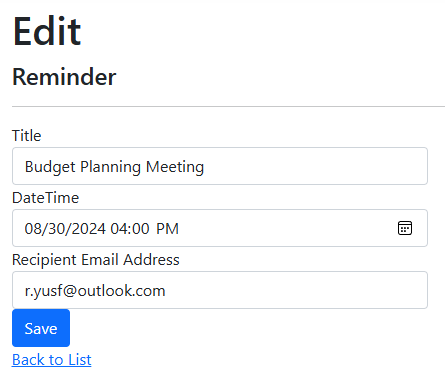 Edit
Reminder
Title
Budget Planning Meeting
DateTime
08/30/2024 04:00 PM
Recipient Email Address
r.yusf@outlook.com
Save
Back to List